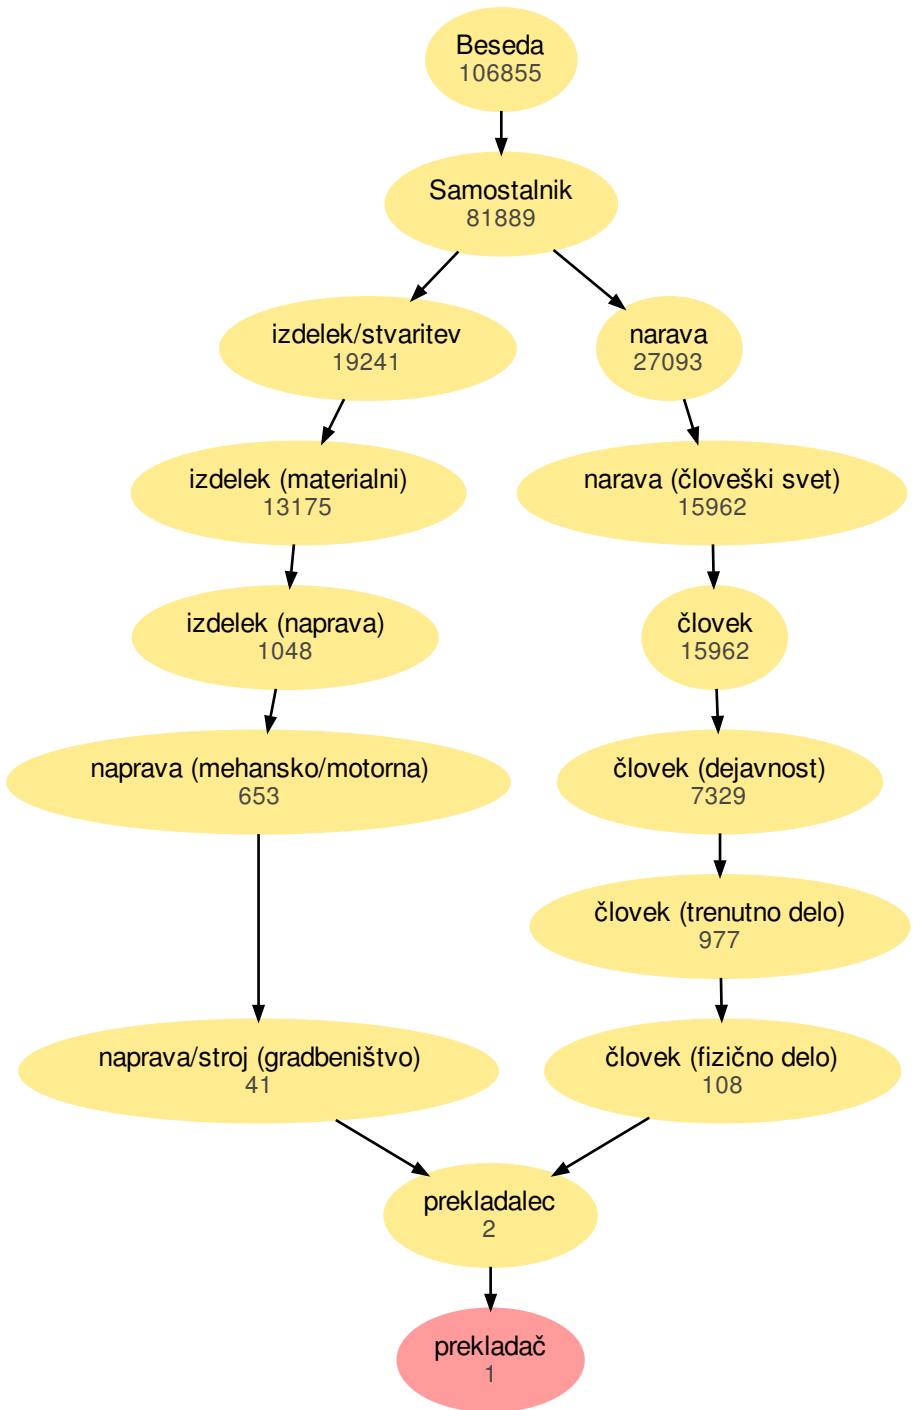 Beseda
106855
Samostalnik
81889
izdelek/stvaritev
19241
narava
27093
izdelek (materialni)
13175
narava (človeški svet)
15962
izdelek (naprava)
1048
človek
15962
naprava (mehansko/motorna)
653
človek (dejavnost)
7329
človek (trenutno delo)
977
naprava/stroj (gradbeništvo)
41
človek (fizično delo)
108
prekladalec
2
prekladač
1